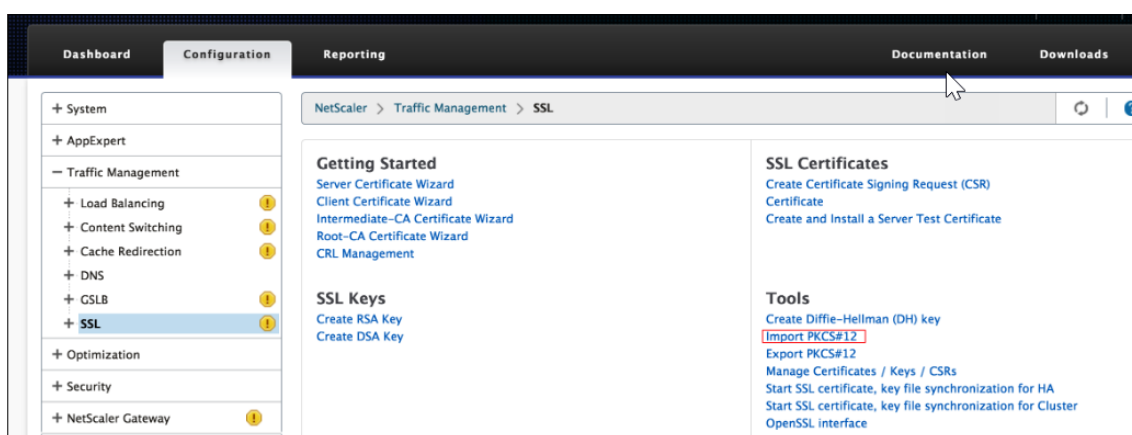 Dashboard
Configuration
Reporting
Documentation
Downloads
+ System
+ AppExpert
− Traffic Management
+ Load Balancing
+ Content Switching
+ Cache Redirection
+ DNS
+ GSLB
+ SSL
+ Optimization
+ Security
+ NetScaler Gateway
NetScaler > Traffic Management > SSL
Getting Started
Server Certificate Wizard
Client Certificate Wizard
Intermediate-CA Certificate Wizard
Root-CA Certificate Wizard
CRL Management
SSL Keys
Create RSA Key
Create DSA Key
SSL Certificates
Create Certificate Signing Request (CSR)
Certificate
Create and Install a Server Test Certificate
Tools
Create Diffie-Hellman (DH) key
Import PKCS#12
Export PKCS#12
Manage Certificates / Keys / CSRs
Start SSL certificate, key file synchronization for HA
Start SSL certificate, key file synchronization for Cluster
OpenSSL interface